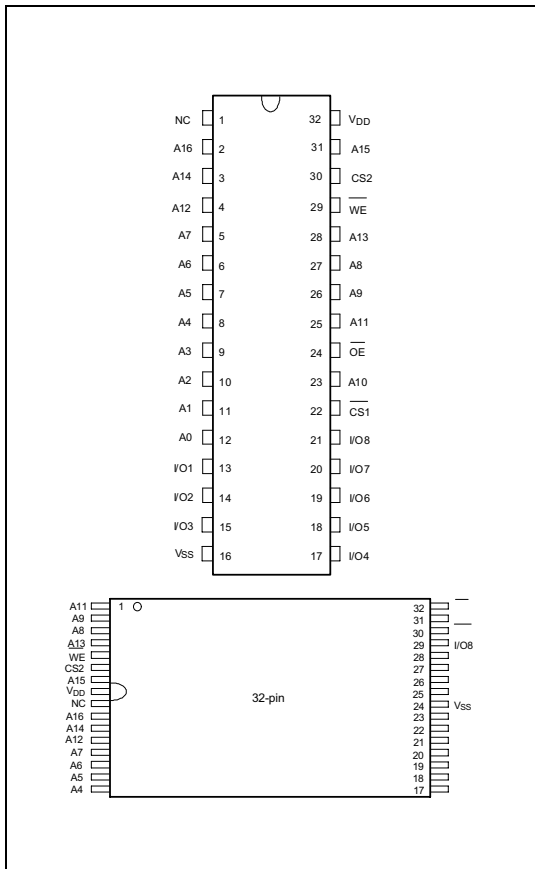 NC 1 32 VDD
A16 2 31 A15
A14 3 30 CS2
A12 4 29 W̅E̅
A7 5 28 A13
A6 6 27 A8
A5 7 26 A9
A4 8 25 A11
A3 9 24 O̅E̅
A2 10 23 A10
A1 11 22 C̅S̅1̅
A0 12 21 I/O8
I/O1 13 20 I/O7
I/O2 14 19 I/O6
I/O3 15 18 I/O5
VSS 16 17 I/O4
A11 1 32
A9 31
A8 30
A13 29 I/O8
W̅E̅ 28
CS2 27
A15 26
VDD 25
NC 32-pin 24 VSS
A16 23
A14 22
A12 21
A7 20
A6 19
A5 18
A4 17